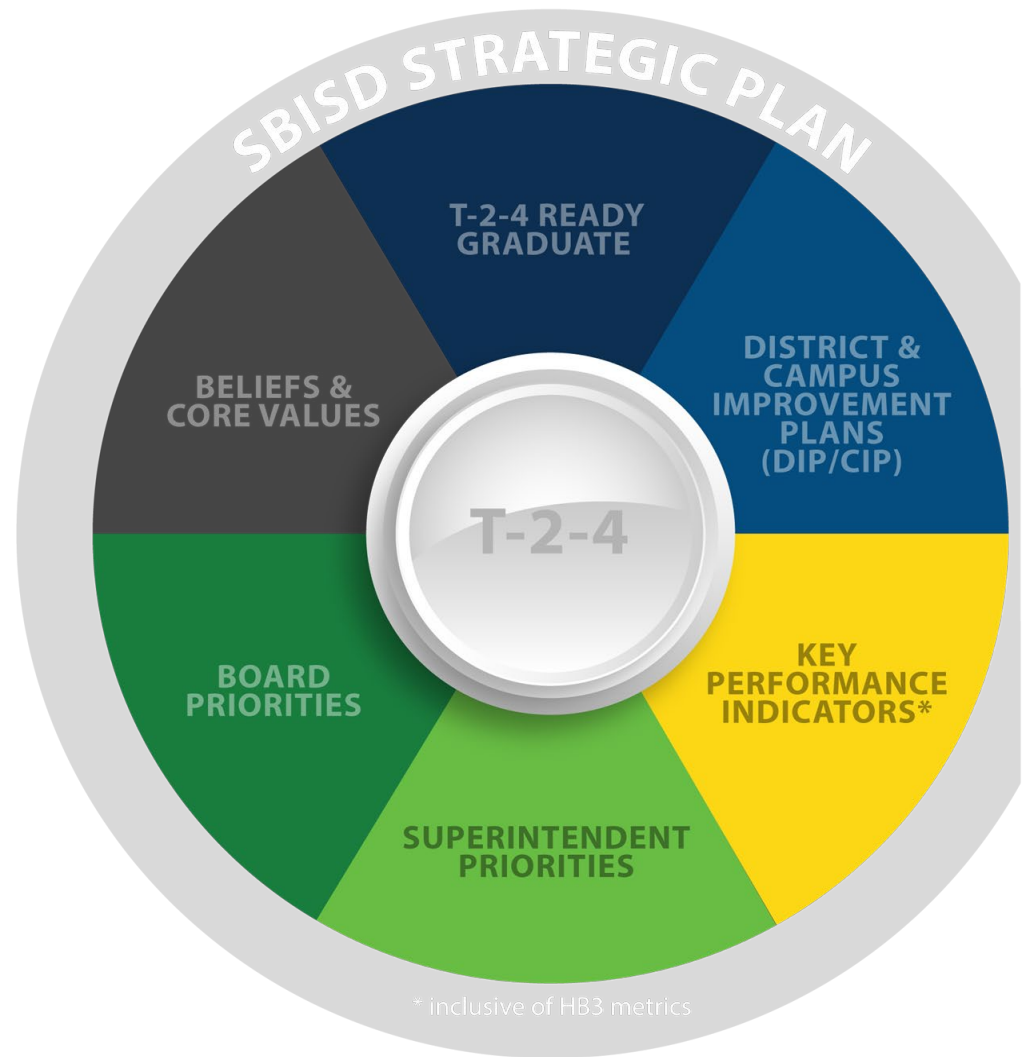 SBISD STRATEGIC PLAN
T-2-4 READY
GRADUATE
DISTRICT &
CAMPUS
IMPROVEMENT
PLANS
(DIP/CIP)
BELIEFS &
CORE VALUES
T-2-4
KEY
PERFORMANCE
INDICATORS*
BOARD
PRIORITIES
SUPERINTENDENT
PRIORITIES
* inclusive of HB3 metrics